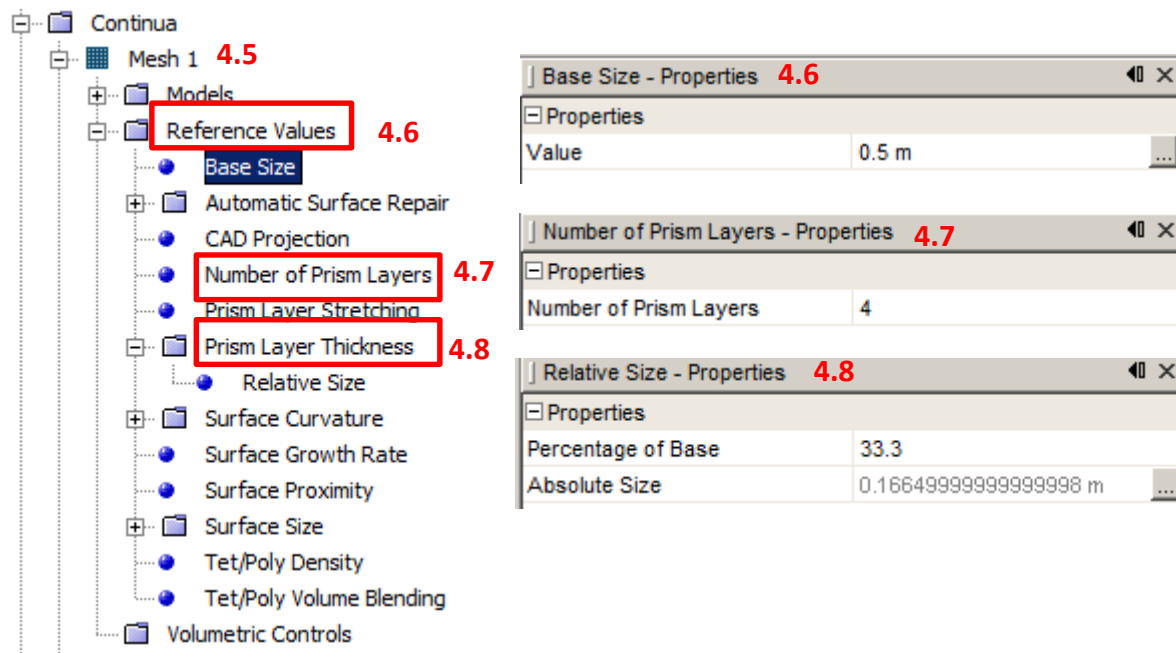 Continua
Mesh 1 4.5
Models
Reference Values 4.6
Base Size
Automatic Surface Repair
CAD Projection
Number of Prism Layers 4.7
Prism Layer Stretching
Prism Layer Thickness 4.8
Relative Size
Surface Curvature
Surface Growth Rate
Surface Proximity
Surface Size
Tet/Poly Density
Tet/Poly Volume Blending
Volumetric Controls
Base Size - Properties 4.6
Properties
Value 0.5 m ...
Number of Prism Layers - Properties 4.7
Properties
Number of Prism Layers 4
Relative Size - Properties 4.8
Properties
Percentage of Base 33.3
Absolute Size 0.16649999999999998 m ...